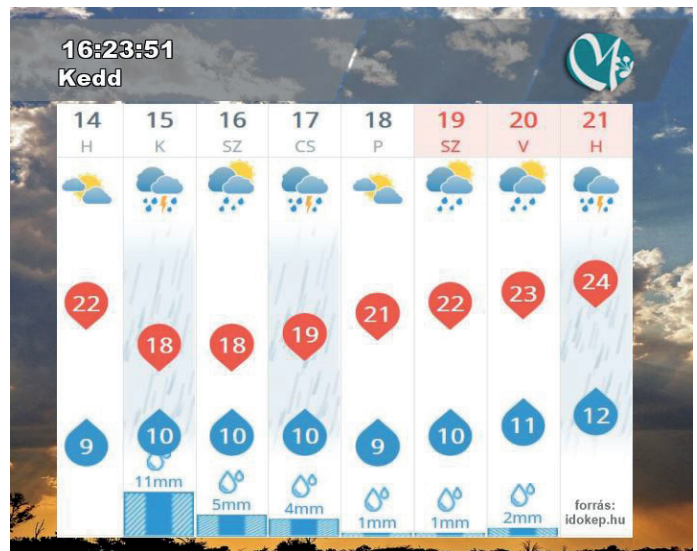 16:23:51
Kedd
14 15 16 17 18 19 20 21
H K SZ CS P SZ V H
22 18 18 19 21 22 23 24
9 10 10 10 9 10 11 12
11mm 5mm 4mm 1mm 1mm 2mm
forrás:
idokep.hu